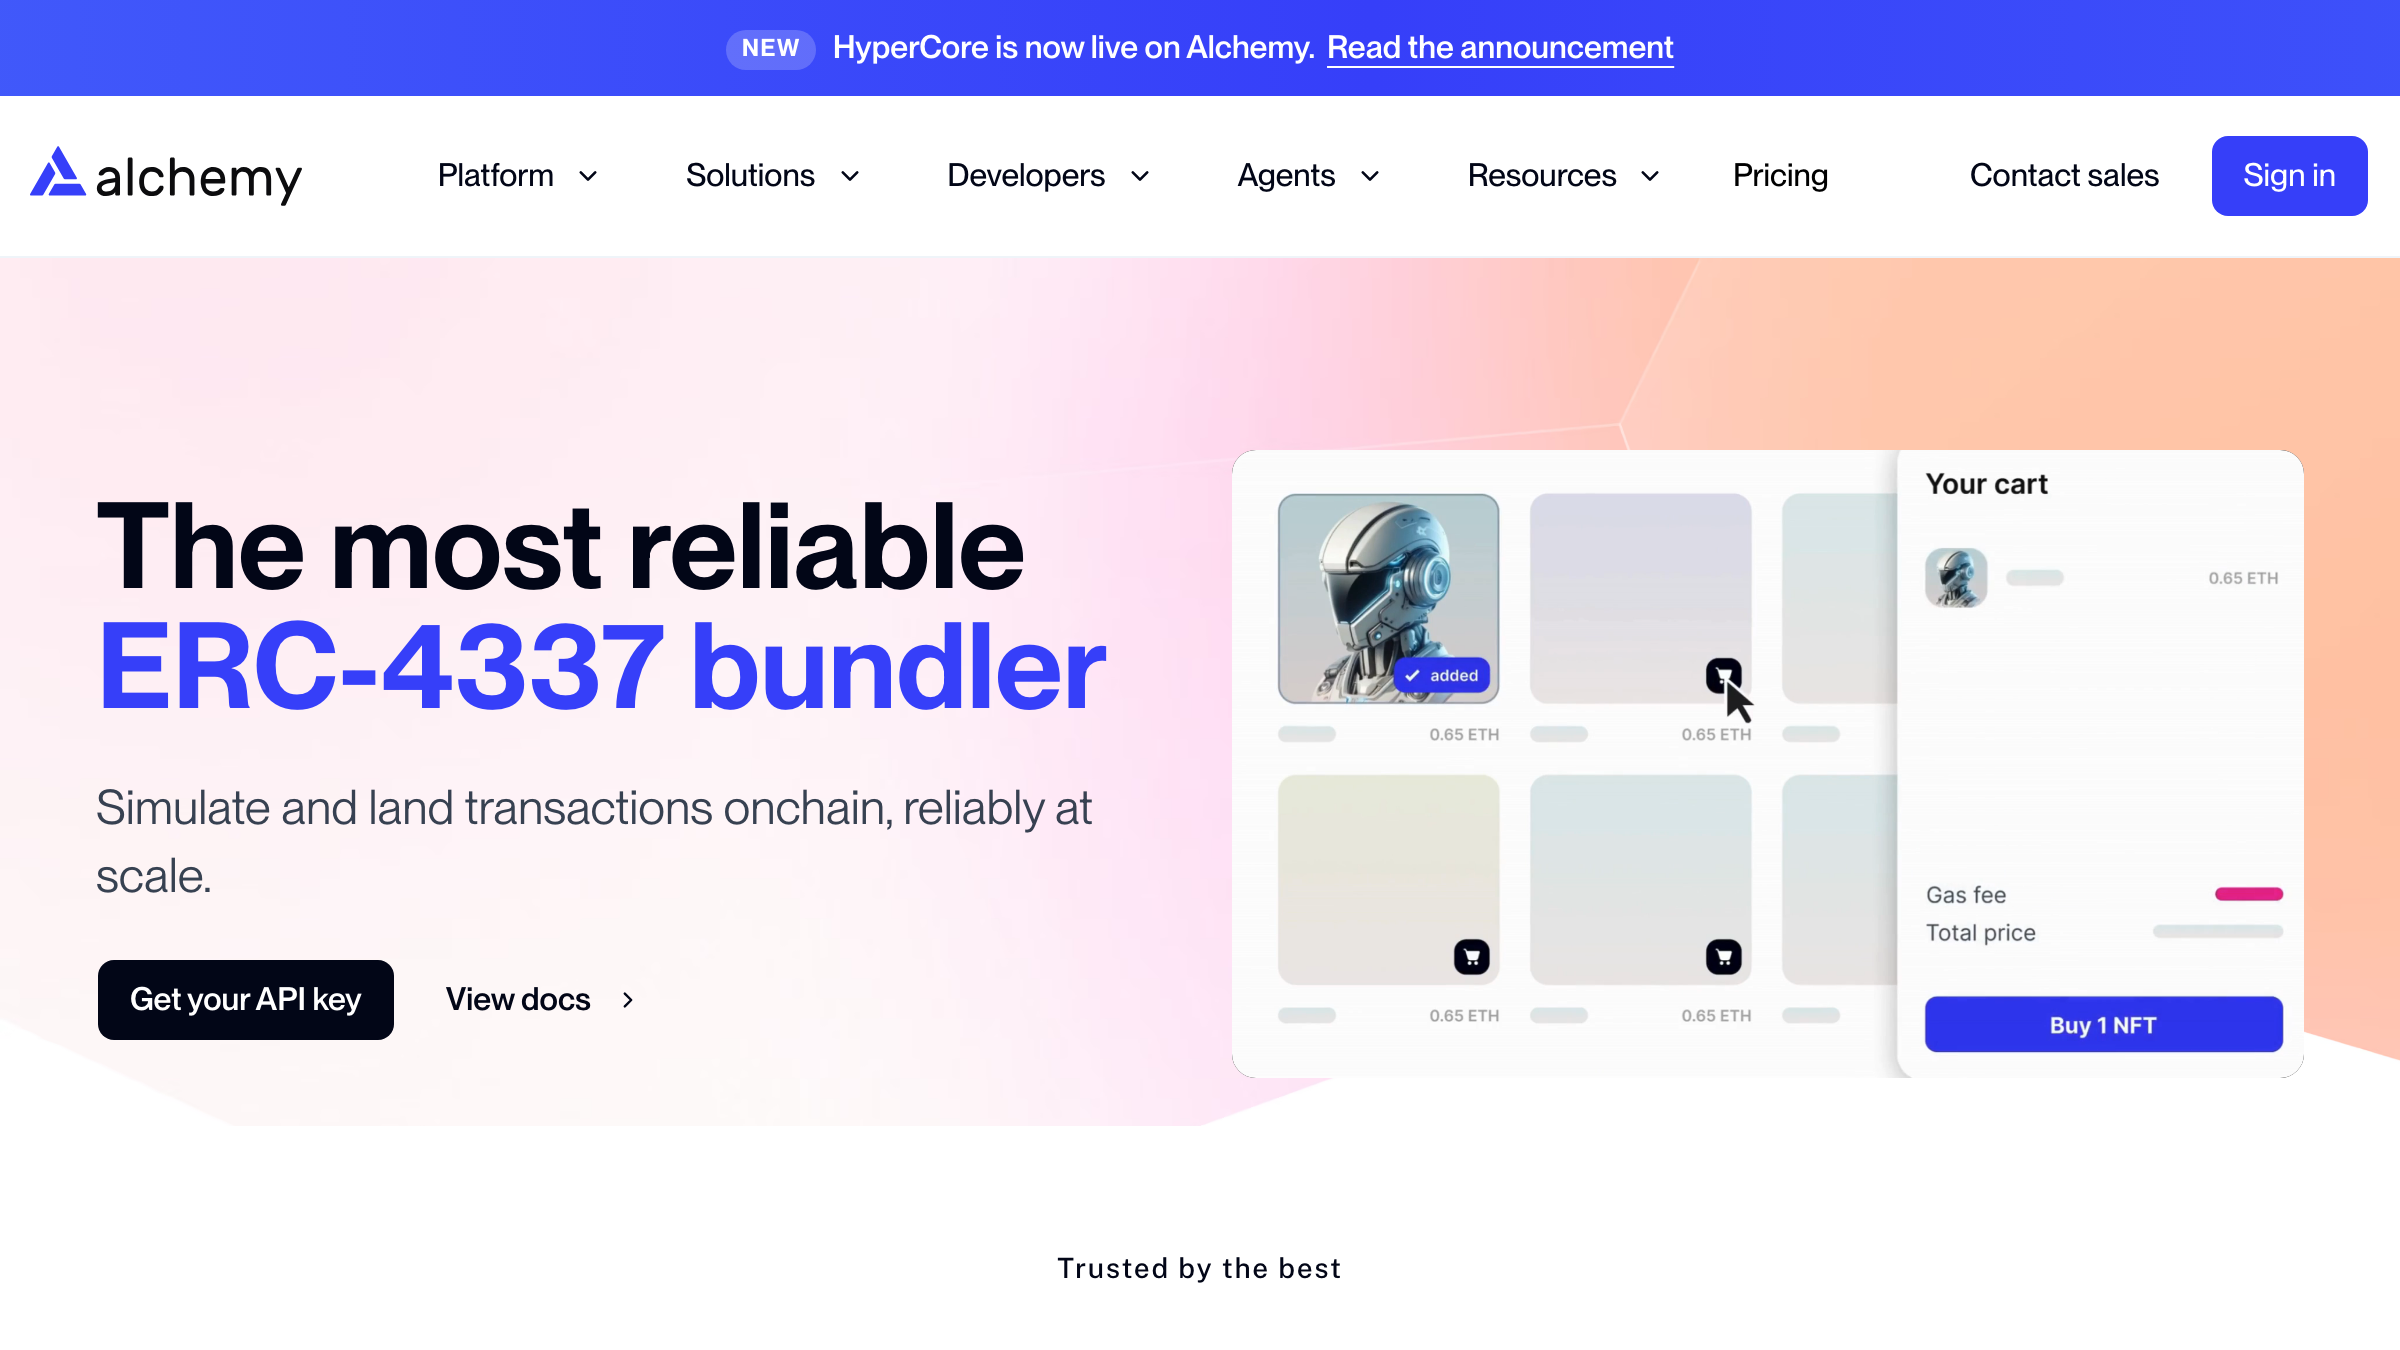 NEW HyperCore is now live on Alchemy. Read the announcement
alchemy Platform Solutions Developers Agents Resources Pricing Contact sales Sign in
The most reliable
ERC-4337 bundler
Simulate and land transactions onchain, reliably at
scale.
Get your API key View docs
added
0.65 ETH 0.65 ETH
0.65 ETH 0.65 ETH
Your cart
0.65 ETH
Gas fee
Total price
Buy 1 NFT
Trusted by the best